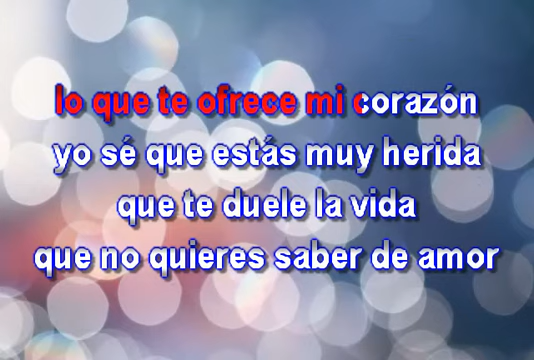 lo que te ofrece mi corazón
yo sé que estás muy herida
que te duele la vida
que no quieres saber de amor